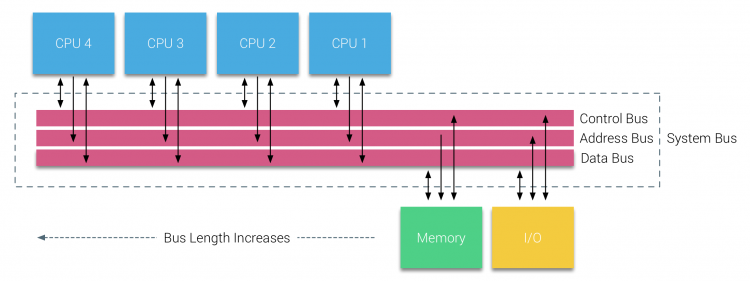 CPU 4
CPU 3
CPU 2
CPU 1
Control Bus
Address Bus
System Bus
Data Bus
Bus Length Increases
Memory
I/O